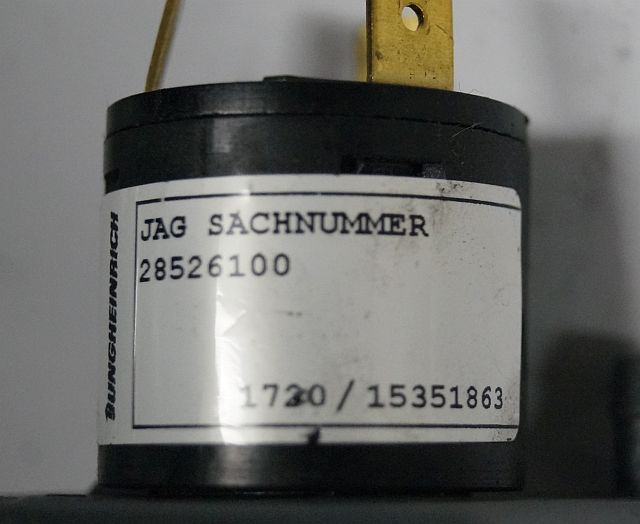 JUNGHEINRICH
JAG SACHNUMMER
28526100
1720 / 15351863